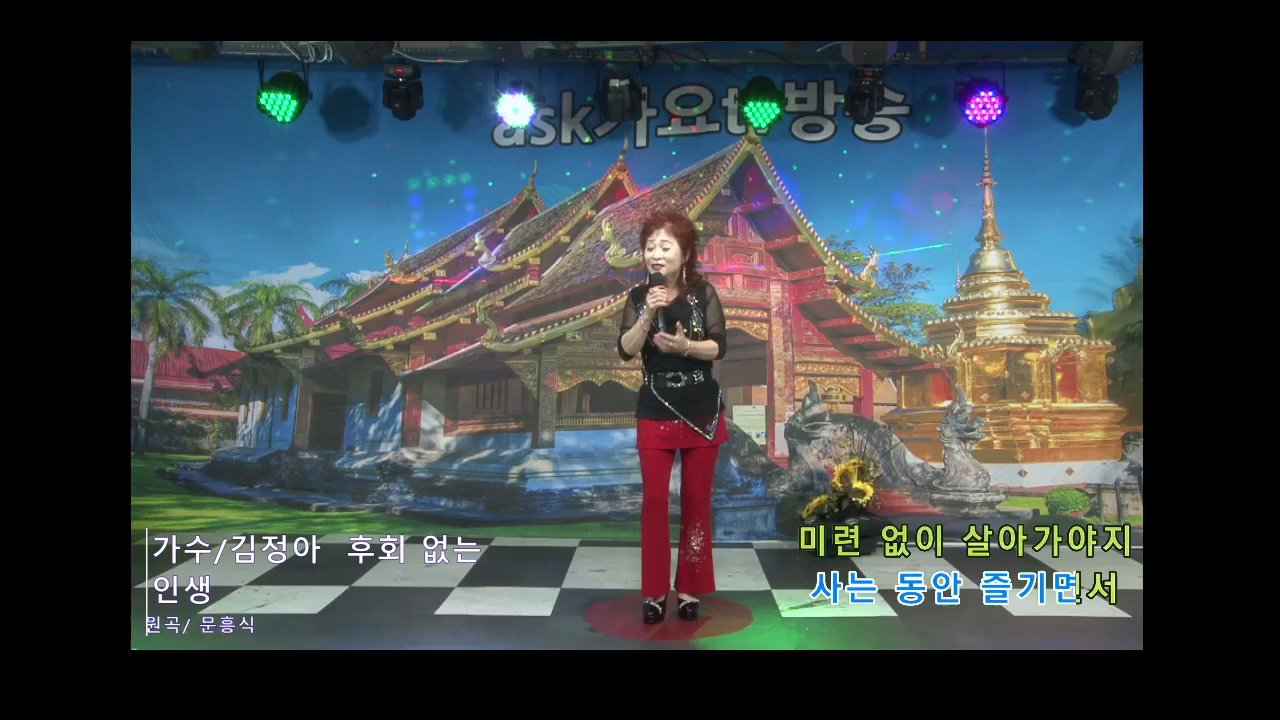 ask가요tv방송
가수/김정아 후회 없는
인생
원곡/ 문흥식
미련 없이 살아가야지
사는 동안 즐기면서